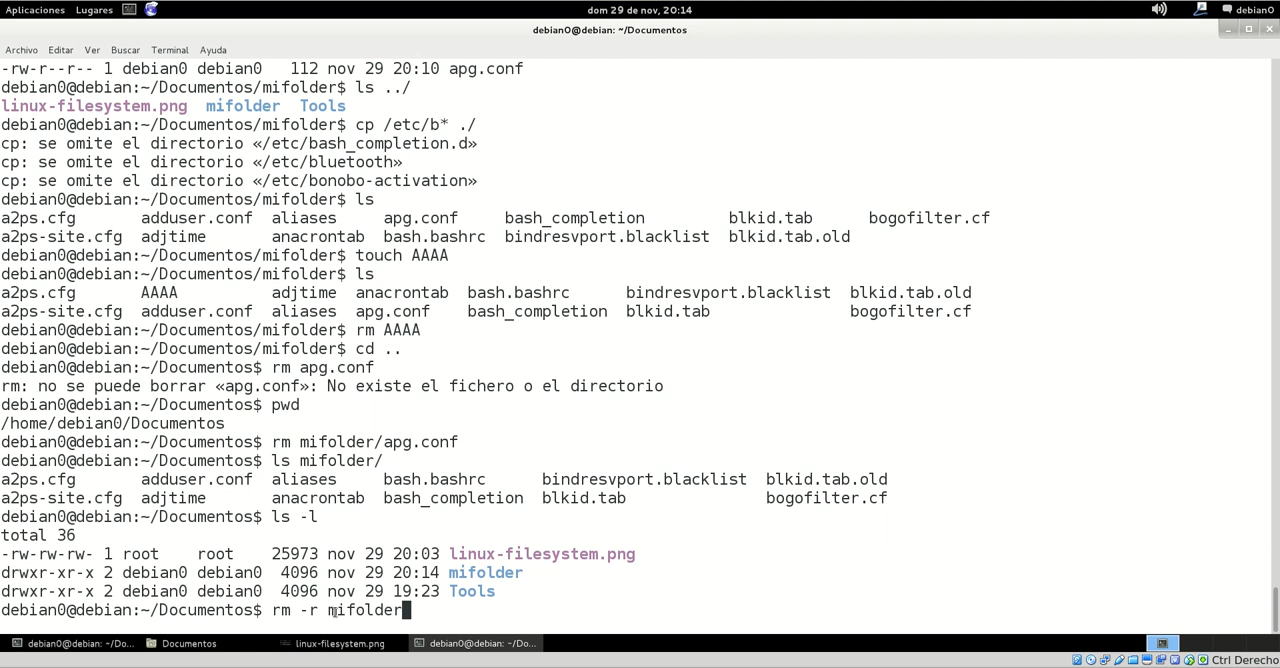 Aplicaciones Lugares dom 29 de nov, 20:14 debian0
debian0@debian: ~/Documentos
Archivo Editar Ver Buscar Terminal Ayuda
-rw-r--r-- 1 debian0 debian0   112 nov 29 20:10 apg.conf
debian0@debian:~/Documentos/mifolder$ ls ../
linux-filesystem.png  mifolder  Tools
debian0@debian:~/Documentos/mifolder$ cp /etc/b* ./
cp: se omite el directorio «/etc/bash_completion.d»
cp: se omite el directorio «/etc/bluetooth»
cp: se omite el directorio «/etc/bonobo-activation»
debian0@debian:~/Documentos/mifolder$ ls
a2ps.cfg       adduser.conf  aliases     apg.conf     bash_completion         blkid.tab      bogofilter.cf
a2ps-site.cfg  adjtime       anacrontab  bash.bashrc  bindresvport.blacklist  blkid.tab.old
debian0@debian:~/Documentos/mifolder$ touch AAAA
debian0@debian:~/Documentos/mifolder$ ls
a2ps.cfg       AAAA          adjtime  anacrontab  bash.bashrc      bindresvport.blacklist  blkid.tab.old
a2ps-site.cfg  adduser.conf  aliases  apg.conf    bash_completion  blkid.tab               bogofilter.cf
debian0@debian:~/Documentos/mifolder$ rm AAAA
debian0@debian:~/Documentos/mifolder$ cd ..
debian0@debian:~/Documentos$ rm apg.conf
rm: no se puede borrar «apg.conf»: No existe el fichero o el directorio
debian0@debian:~/Documentos$ pwd
/home/debian0/Documentos
debian0@debian:~/Documentos$ rm mifolder/apg.conf
debian0@debian:~/Documentos$ ls mifolder/
a2ps.cfg       adduser.conf  aliases     bash.bashrc      bindresvport.blacklist  blkid.tab.old
a2ps-site.cfg  adjtime       anacrontab  bash_completion  blkid.tab               bogofilter.cf
debian0@debian:~/Documentos$ ls -l
total 36
-rw-rw-rw- 1 root    root    25973 nov 29 20:03 linux-filesystem.png
drwxr-xr-x 2 debian0 debian0  4096 nov 29 20:14 mifolder
drwxr-xr-x 2 debian0 debian0  4096 nov 29 19:23 Tools
debian0@debian:~/Documentos$ rm -r mifolder
debian0@debian: ~/Do... Documentos linux-filesystem.png debian0@debian: ~/Do...
Ctrl Derecho